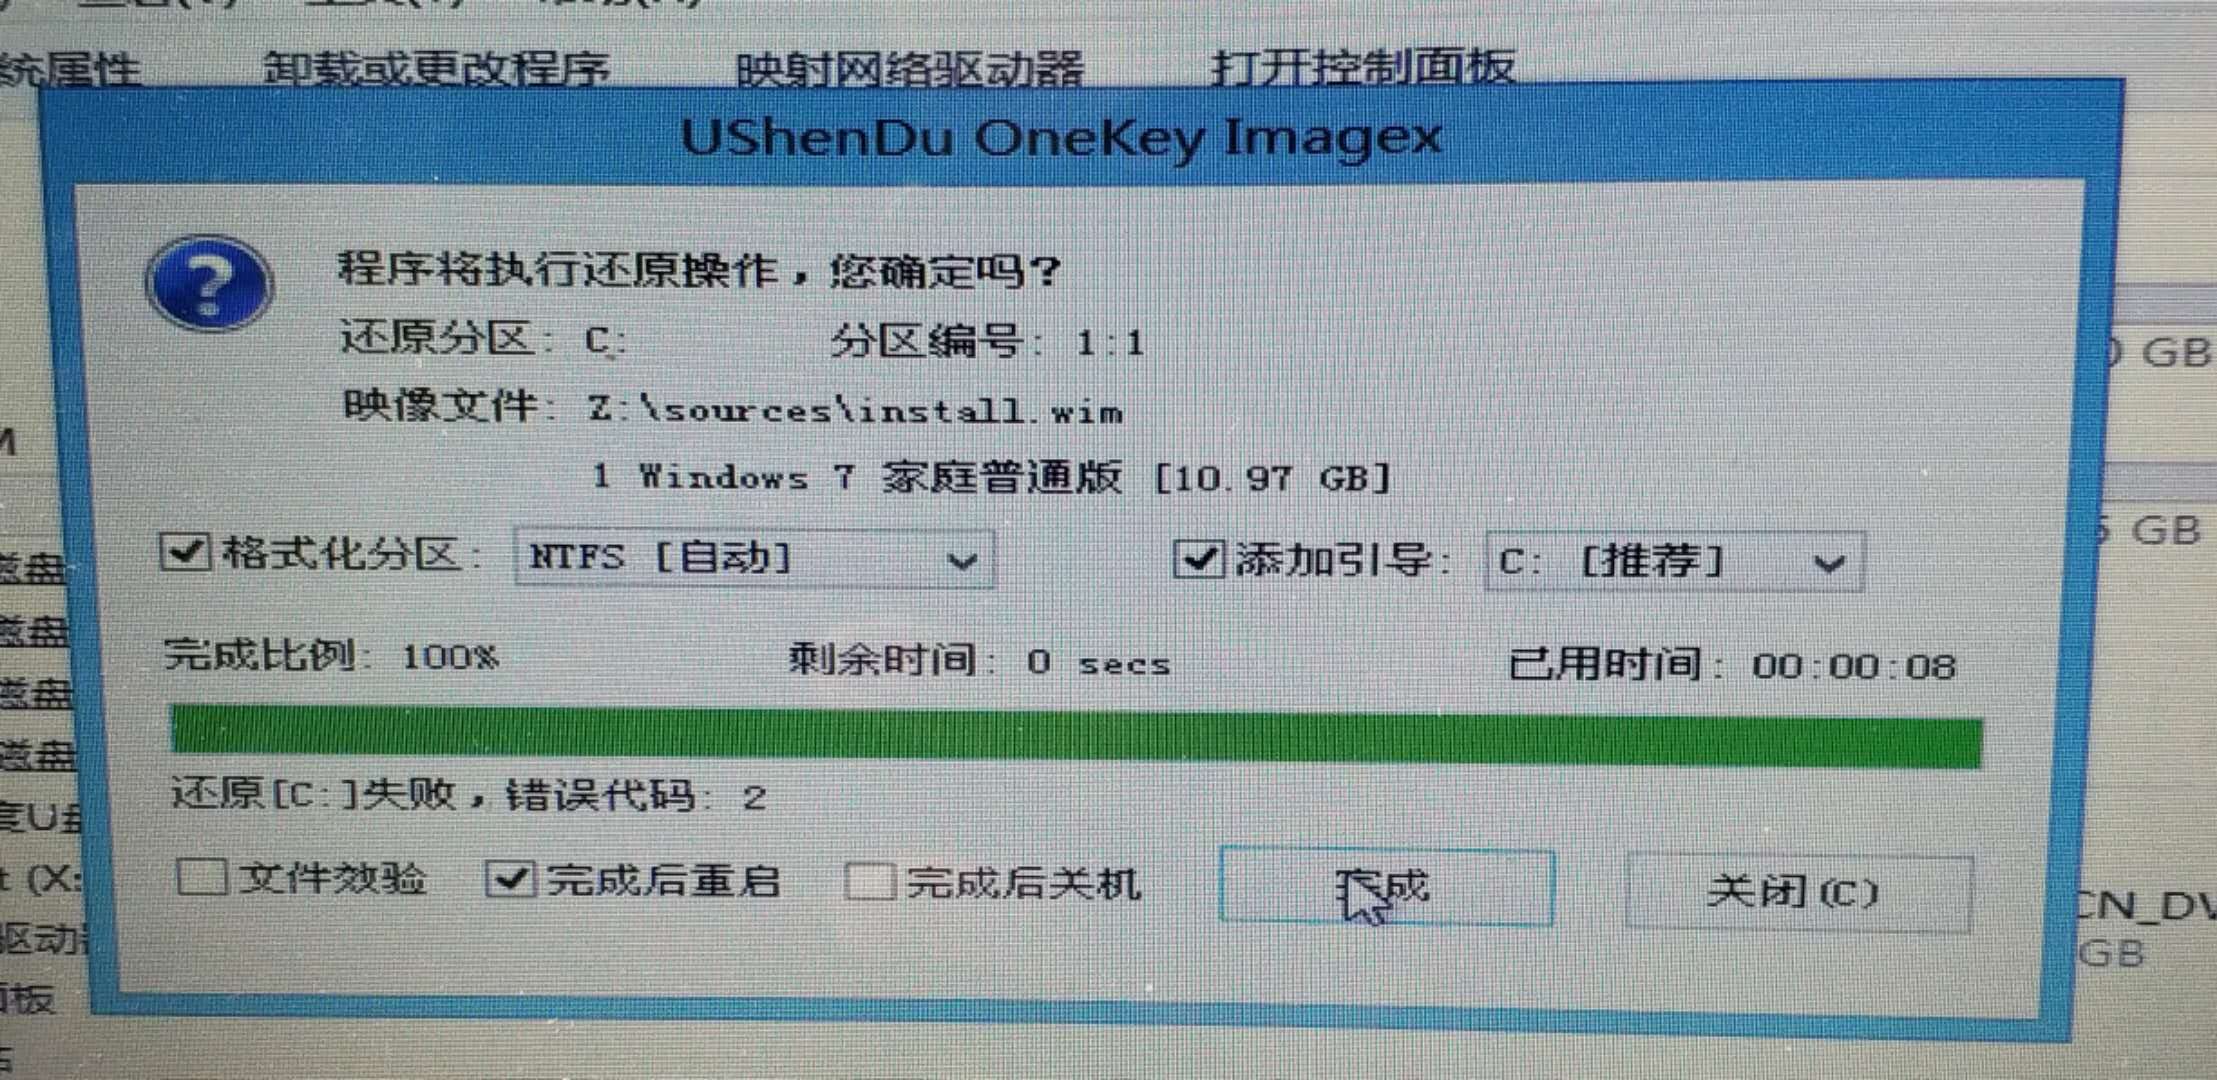 统属性 卸载或更改程序 映射网络驱动器 打开控制面板
UShenDu OneKey Imagex
程序将执行还原操作，您确定吗？
还原分区: C: 分区编号: 1:1
GB
映像文件: Z:\sources\install.wim
1 Windows 7 家庭普通版 [10.97 GB]
磁盘 格式化分区: NTFS [自动] 添加引导: C: [推荐] GB
磁盘 完成比例: 100% 剩余时间: 0 secs 已用时间: 00:00:08
磁盘
磁盘
还原[C:]失败，错误代码: 2
(X: 文件效验 完成后重启 完成后关机 完成 关闭(C)
CN_DV
驱动 GB
板